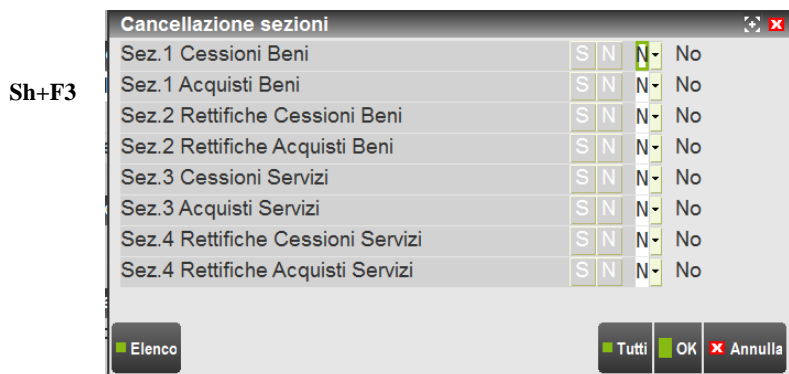 Cancellazione sezioni
Sez.1 Cessioni Beni S N N No
Sh+F3
Sez.1 Acquisti Beni S N N No
Sez.2 Rettifiche Cessioni Beni S N N No
Sez.2 Rettifiche Acquisti Beni S N N No
Sez.3 Cessioni Servizi S N N No
Sez.3 Acquisti Servizi S N N No
Sez.4 Rettifiche Cessioni Servizi S N N No
Sez.4 Rettifiche Acquisti Servizi S N N No
Elenco Tutti OK Annulla